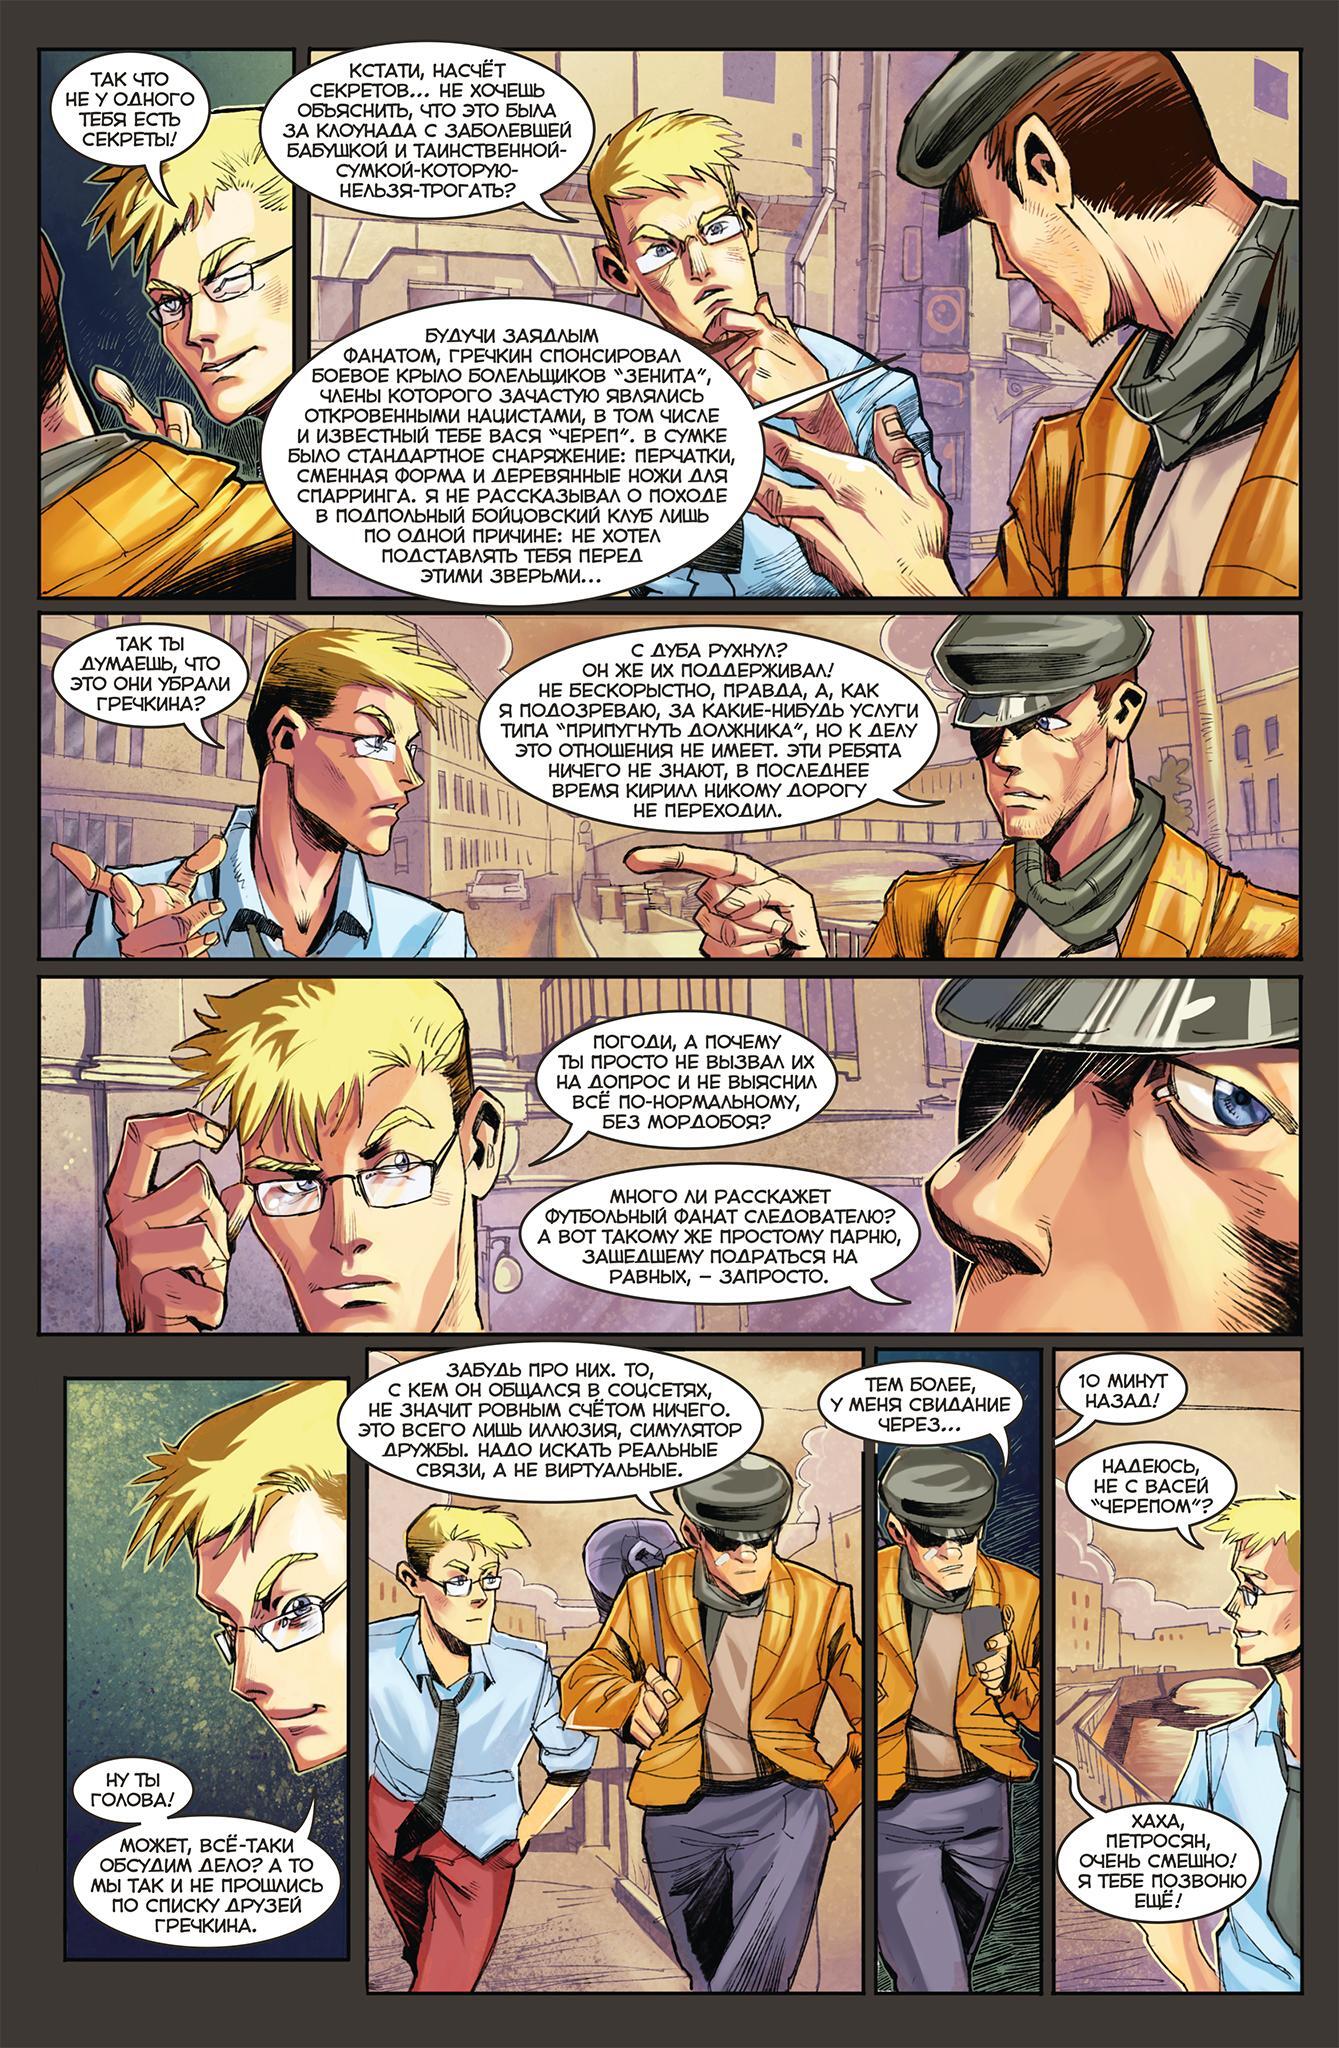 ТАК ЧТО
НЕ У ОДНОГО
ТЕБЯ ЕСТЬ
СЕКРЕТЫ!
КСТАТИ, НАСЧЁТ
СЕКРЕТОВ... НЕ ХОЧЕШЬ
ОБЪЯСНИТЬ, ЧТО ЭТО БЫЛА
ЗА КЛОУНАДА С ЗАБОЛЕВШЕЙ
БАБУШКОЙ И ТАИНСТВЕННОЙ-
СУМКОЙ-КОТОРУЮ-
НЕЛЬЗЯ-ТРОГАТЬ?
БУДУЧИ ЗАЯДЛЫМ
ФАНАТОМ, ГРЕЧКИН СПОНСИРОВАЛ
БОЕВОЕ КРЫЛО БОЛЕЛЬЩИКОВ "ЗЕНИТА",
ЧЛЕНЫ КОТОРОГО ЗАЧАСТУЮ ЯВЛЯЛИСЬ
ОТКРОВЕННЫМИ НАЦИСТАМИ, В ТОМ ЧИСЛЕ
И ИЗВЕСТНЫЙ ТЕБЕ ВАСЯ "ЧЕРЕП". В СУМКЕ
БЫЛО СТАНДАРТНОЕ СНАРЯЖЕНИЕ: ПЕРЧАТКИ,
СМЕННАЯ ФОРМА И ДЕРЕВЯННЫЕ НОЖИ ДЛЯ
СПАРРИНГА. Я НЕ РАССКАЗЫВАЛ О ПОХОДЕ
В ПОДПОЛЬНЫЙ БОЙЦОВСКИЙ КЛУБ ЛИШЬ
ПО ОДНОЙ ПРИЧИНЕ: НЕ ХОТЕЛ
ПОДСТАВЛЯТЬ ТЕБЯ ПЕРЕД
ЭТИМИ ЗВЕРЬМИ...
ТАК ТЫ
ДУМАЕШЬ, ЧТО
ЭТО ОНИ УБРАЛИ
ГРЕЧКИНА?
С ДУБА РУХНУЛ?
ОН ЖЕ ИХ ПОДДЕРЖИВАЛ!
НЕ БЕСКОРЫСТНО, ПРАВДА, А, КАК
Я ПОДОЗРЕВАЮ, ЗА КАКИЕ-НИБУДЬ УСЛУГИ
ТИПА "ПРИПУГНУТЬ ДОЛЖНИКА", НО К ДЕЛУ
ЭТО ОТНОШЕНИЯ НЕ ИМЕЕТ. ЭТИ РЕБЯТА
НИЧЕГО НЕ ЗНАЮТ, В ПОСЛЕДНЕЕ
ВРЕМЯ КИРИЛЛ НИКОМУ ДОРОГУ
НЕ ПЕРЕХОДИЛ.
ПОГОДИ, А ПОЧЕМУ
ТЫ ПРОСТО НЕ ВЫЗВАЛ ИХ
НА ДОПРОС И НЕ ВЫЯСНИЛ
ВСЁ ПО-НОРМАЛЬНОМУ,
БЕЗ МОРДОБОЯ?
МНОГО ЛИ РАССКАЖЕТ
ФУТБОЛЬНЫЙ ФАНАТ СЛЕДОВАТЕЛЮ?
А ВОТ ТАКОМУ ЖЕ ПРОСТОМУ ПАРНЮ,
ЗАШЕДШЕМУ ПОДРАТЬСЯ НА
РАВНЫХ, – ЗАПРОСТО.
НУ ТЫ
ГОЛОВА!
МОЖЕТ, ВСЁ-ТАКИ
ОБСУДИМ ДЕЛО? А ТО
МЫ ТАК И НЕ ПРОШЛИСЬ
ПО СПИСКУ ДРУЗЕЙ
ГРЕЧКИНА.
ЗАБУДЬ ПРО НИХ. ТО,
С КЕМ ОН ОБЩАЛСЯ В СОЦСЕТЯХ,
НЕ ЗНАЧИТ РОВНЫМ СЧЁТОМ НИЧЕГО.
ЭТО ВСЕГО ЛИШЬ ИЛЛЮЗИЯ, СИМУЛЯТОР
ДРУЖБЫ. НАДО ИСКАТЬ РЕАЛЬНЫЕ
СВЯЗИ, А НЕ ВИРТУАЛЬНЫЕ.
ТЕМ БОЛЕЕ,
У МЕНЯ СВИДАНИЕ
ЧЕРЕЗ...
10 МИНУТ
НАЗАД!
НАДЕЮСЬ,
НЕ С ВАСЕЙ
"ЧЕРЕПОМ"?
ХАХА,
ПЕТРОСЯН,
ОЧЕНЬ СМЕШНО!
Я ТЕБЕ ПОЗВОНЮ
ЕЩЁ!